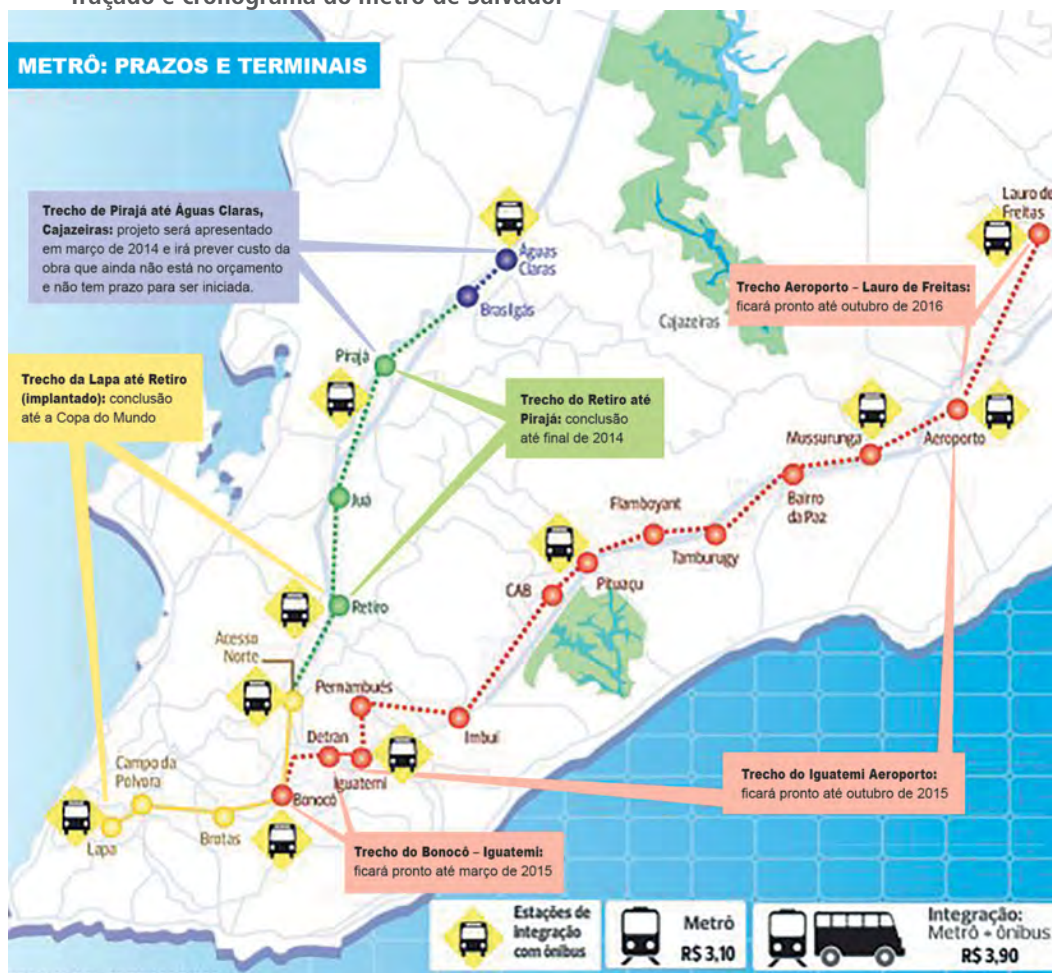 Traçado e cronograma do metrô de Salvador
METRÔ: PRAZOS E TERMINAIS
Trecho de Pirajá até Águas Claras,
Cajazeiras: projeto será apresentado
em março de 2014 e irá prever custo da
obra que ainda não está no orçamento
e não tem prazo para ser iniciada.
Águas
Claras
Brasilgás
Lauro de
Freitas
Trecho Aeroporto – Lauro de Freitas:
ficará pronto até outubro de 2016
Cajazeiras
Pirajá
Trecho da Lapa até Retiro
(implantado): conclusão
até a Copa do Mundo
Trecho do Retiro até
Pirajá: conclusão
até final de 2014
Mussurunga
Aeroporto
Juá
Flamboyant
Bairro
da Paz
Tamburugy
CAB
Pituaçu
Retiro
Acesso
Norte
Pernambués
Detran
Imbuí
Iguatemi
Campo da
Pólvora
Bonocô
Lapa
Brotas
Trecho do Iguatemi Aeroporto:
ficará pronto até outubro de 2015
Trecho do Bonocô – Iguatemi:
ficará pronto até março de 2015
Estações de
integração
com ônibus
Metrô
R$ 3,10
Integração:
Metrô + ônibus
R$ 3,90